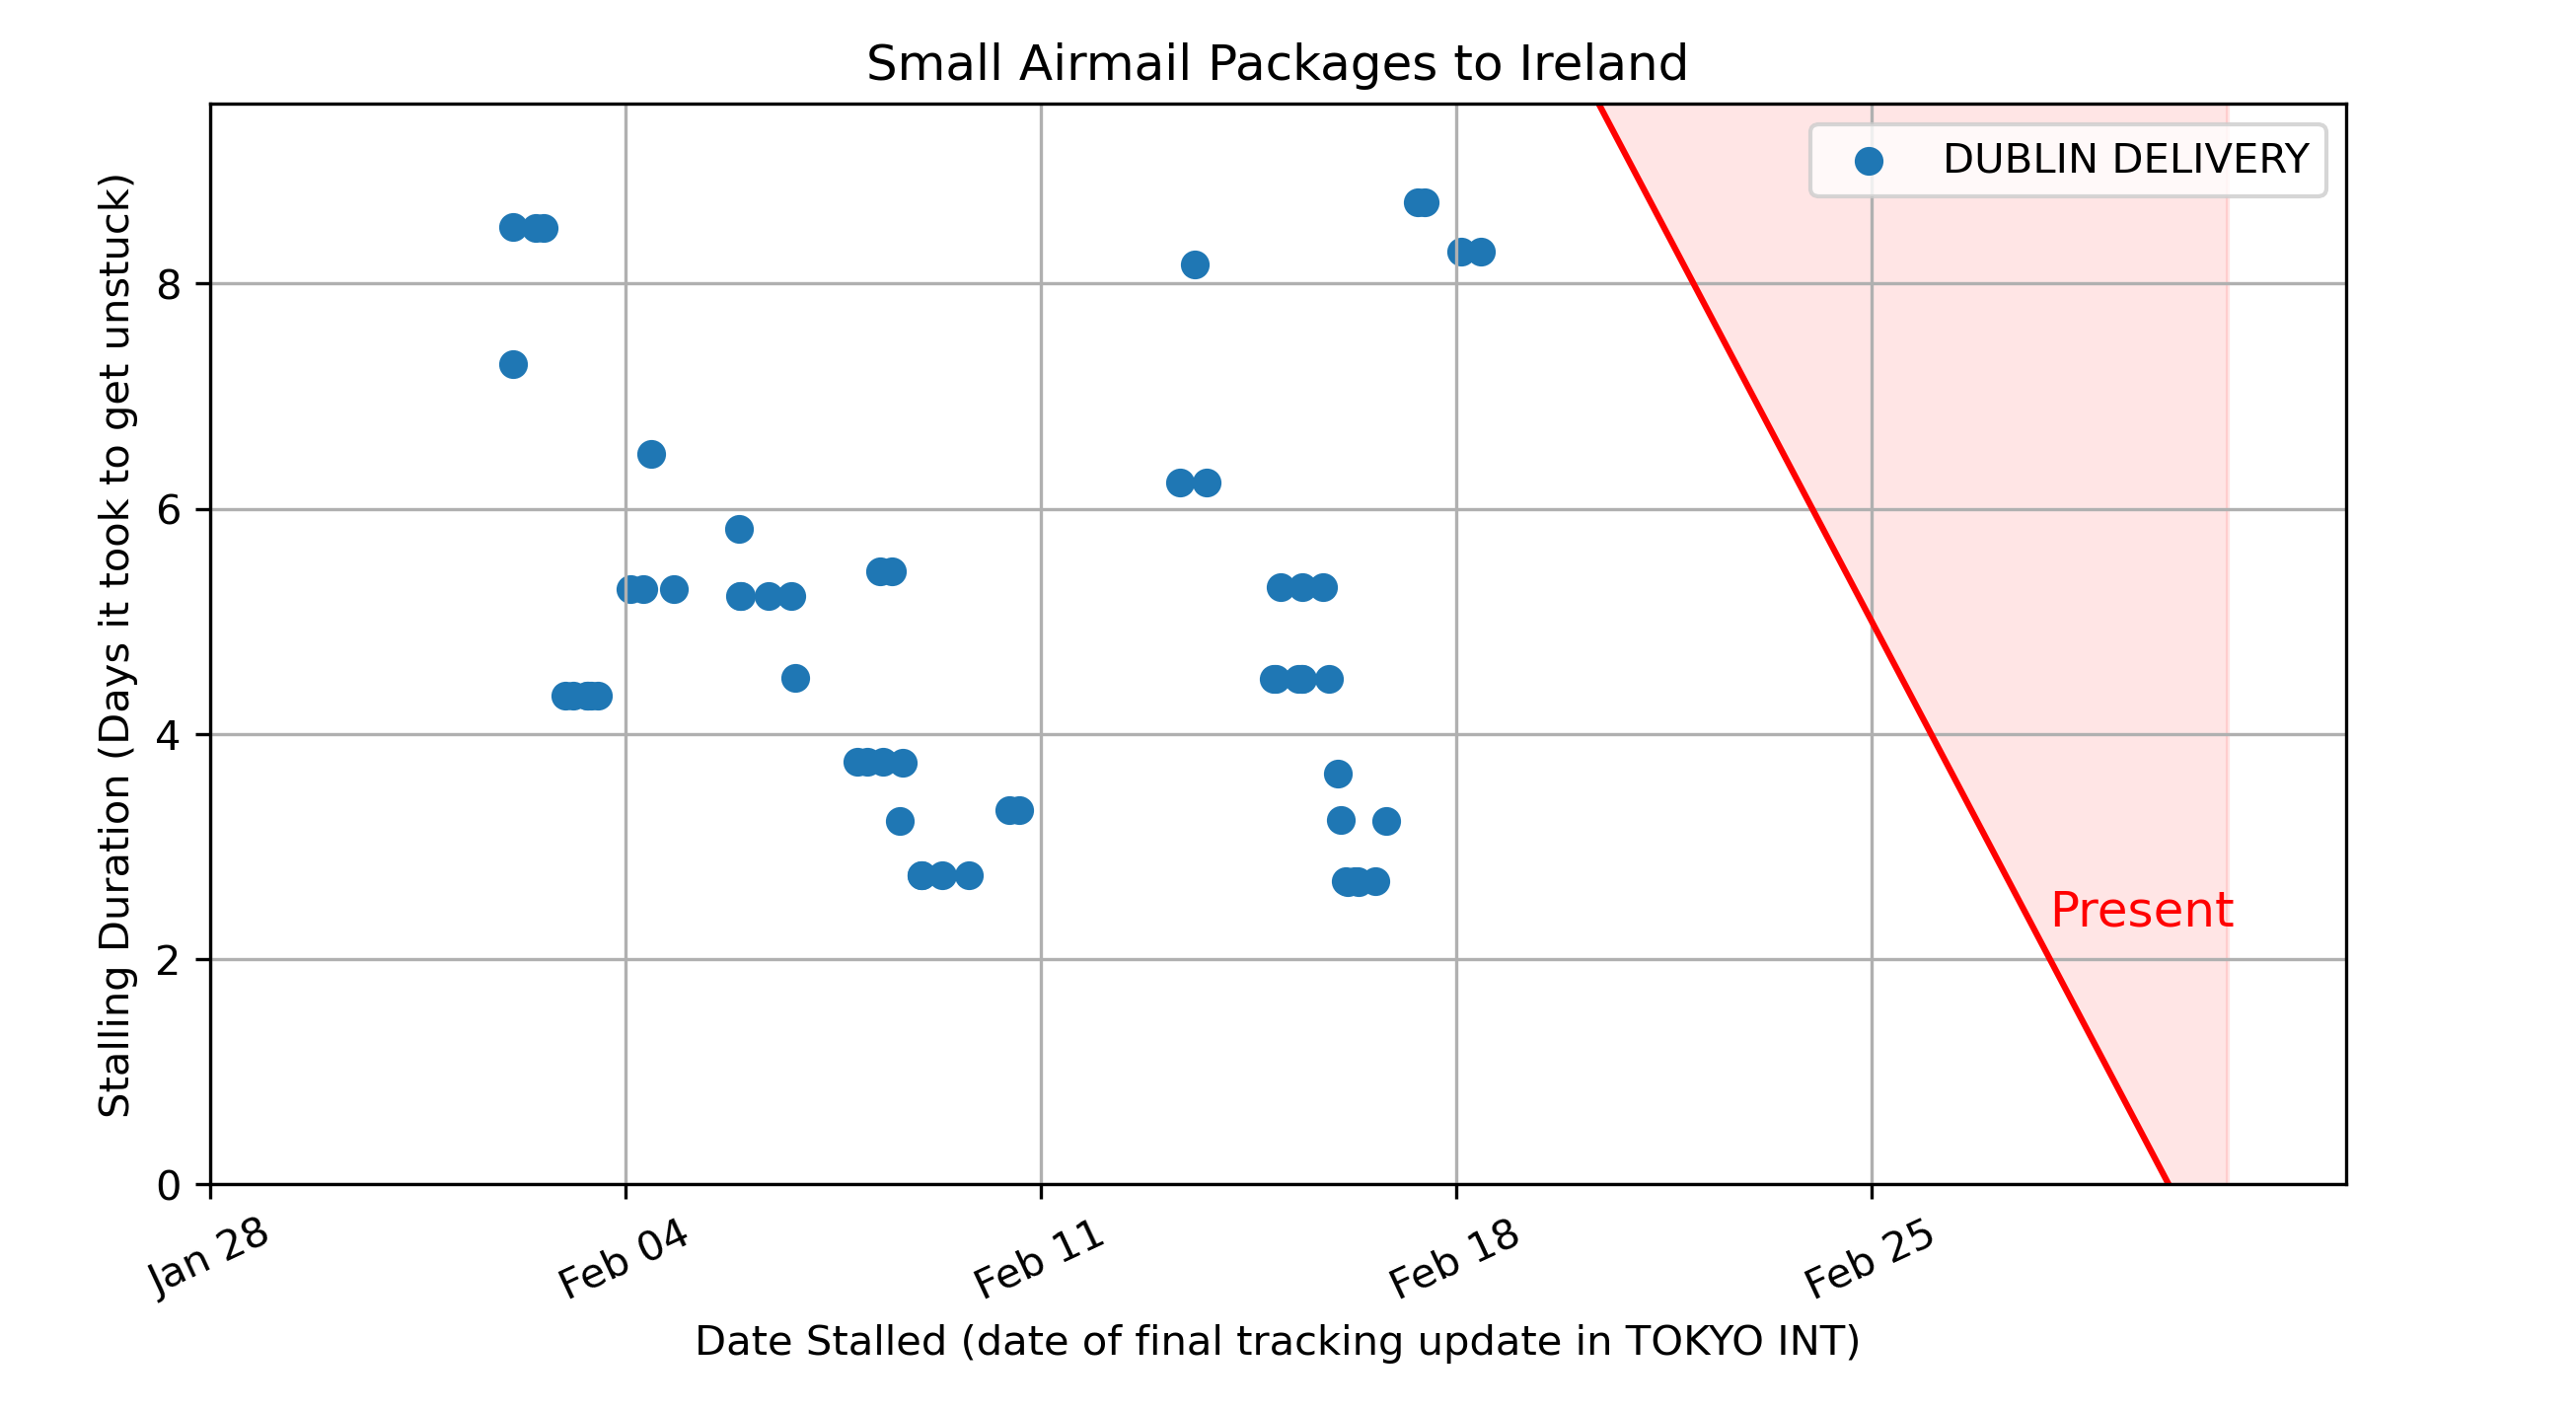 Small Airmail Packages to Ireland
DUBLIN DELIVERY
Stalling Duration (Days it took to get unstuck)
8
6
4
2
0
Present
Jan 28
Feb 04
Feb 11
Feb 18
Feb 25
Date Stalled (date of final tracking update in TOKYO INT)